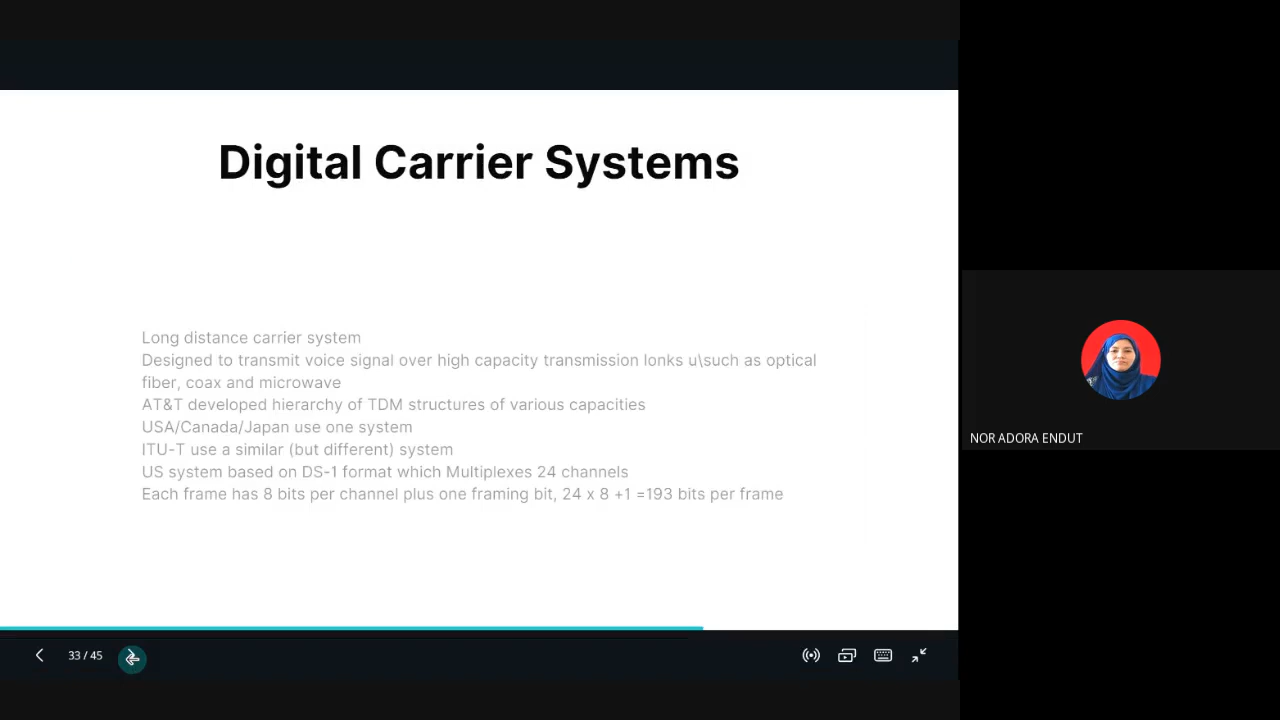 Digital Carrier Systems
Long distance carrier system
Designed to transmit voice signal over high capacity transmission lonks u\such as optical
fiber, coax and microwave
AT&T developed hierarchy of TDM structures of various capacities
USA/Canada/Japan use one system
ITU-T use a similar (but different) system
US system based on DS-1 format which Multiplexes 24 channels
Each frame has 8 bits per channel plus one framing bit, 24 x 8 +1 =193 bits per frame
NOR ADORA ENDUT
33 / 45